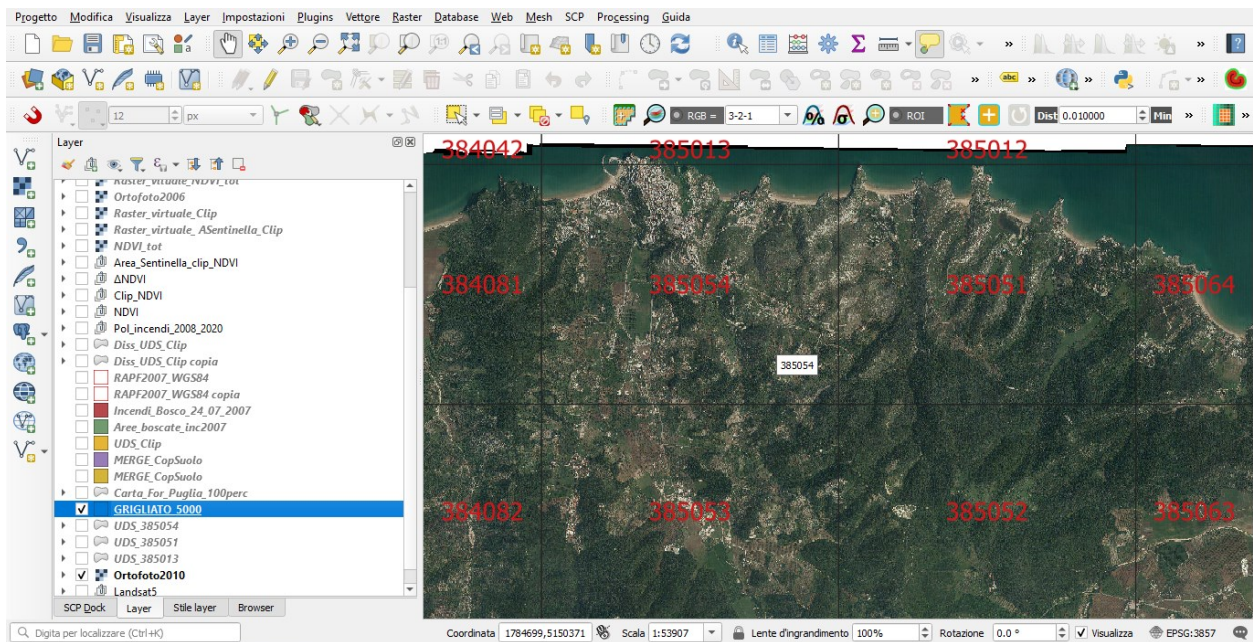 Progetto Modifica Visualizza Layer Impostazioni Plugins Vettore Raster Database Web Mesh SCP Processing Guida
abc
12 px RGB = 3-2-1 ROI Dist 0.010000 Min
Layer
Raster_vituale_NDVI_tot
Ortofoto2006
Raster_virtuale_Clip
Raster_virtuale_ ASentinella_Clip
NDVI_tot
Area_Sentinella_clip_NDVI
ΔNDVI
Clip_NDVI
NDVI
Pol_incendi_2008_2020
Diss_UDS_Clip
Diss_UDS_Clip copia
RAPF2007_WGS84
RAPF2007_WGS84 copia
Incendi_Bosco_24_07_2007
Aree_boscate_inc2007
UDS_Clip
MERGE_CopSuolo
MERGE_CopSuolo
Carta_For_Puglia_100perc
GRIGLIATO_5000
UDS_385054
UDS_385051
UDS_385013
Ortofoto2010
Landsat5
SCP Dock Layer Stile layer Browser
384042 385013 385012
384081 385054 385051 385064
385054
384082 385053 385052 385063
Digita per localizzare (Ctrl+K) Coordinata 1784699,5150371 Scala 1:53907 Lente d'ingrandimento 100% Rotazione 0.0 ° Visualizza EPSG:3857